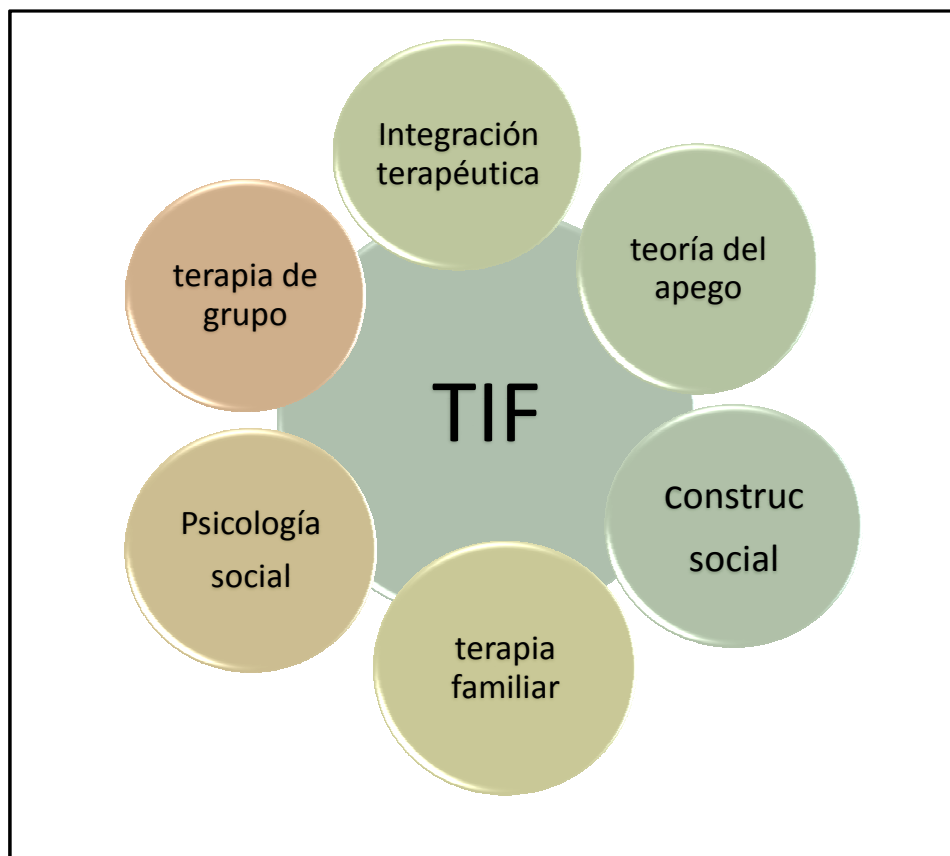 Integración
terapéutica
teoría del
apego
Construc
social
terapia
familiar
Psicología
social
terapia de
grupo
TIF